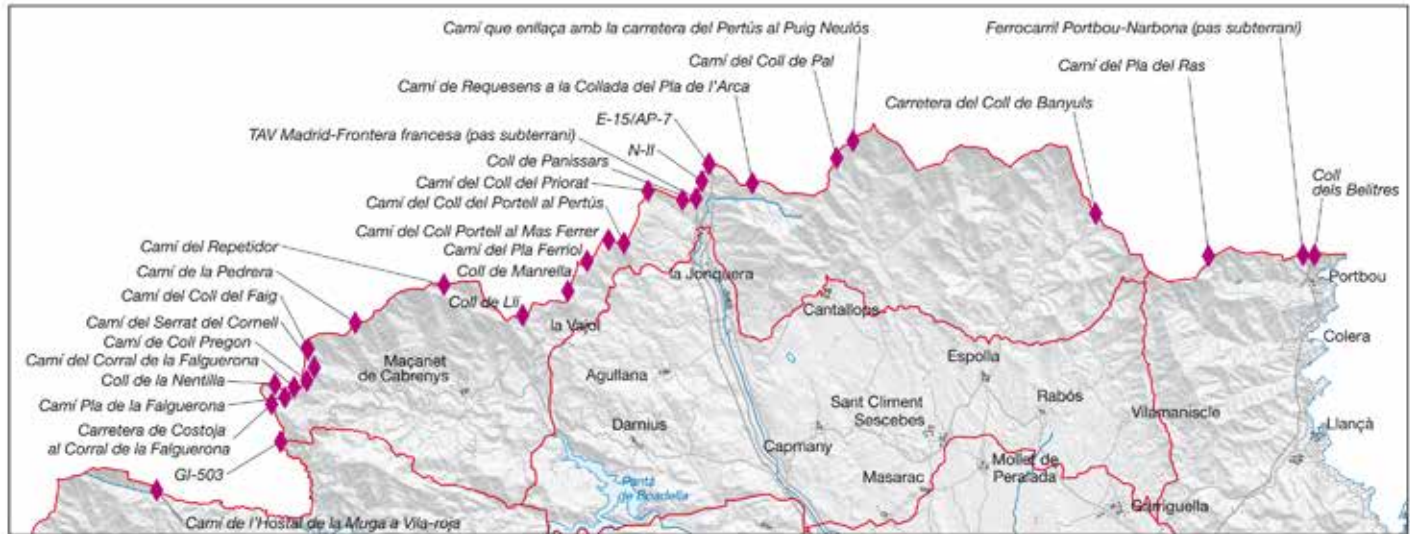 Camí que enllaça amb la carretera del Pertús al Puig Neulós
Ferrocarril Portbou-Narbona (pas subterrani)
Camí del Coll de Pal
Camí del Pla del Ras
Camí de Requesens a la Collada del Pla de l'Arca
Carretera del Coll de Banyuls
E-15/AP-7
TAV Madrid-Frontera francesa (pas subterrani)
N-II
Coll de Panissars
Coll
dels Belitres
Camí del Coll del Priorat
Camí del Coll del Portell al Pertús
Camí del Coll Portell al Mas Ferrer
Camí del Repetidor
Camí del Pla Ferriol
Camí de la Pedrera
Coll de Manrella
la Jonquera
Portbou
Camí del Coll del Faig
Coll de Lli
Cantallops
Camí del Serrat del Cornell
la Vajol
Colera
Camí de Coll Pregon
Espolla
Camí del Corral de la Falguerona
Maçanet
de Cabrenys
Coll de la Nentilla
Agullana
Rabós
Camí Pla de la Falguerona
Sant Climent
Sescebes
Vilamaniscle
Carretera de Costoja
al Corral de la Falguerona
Darnius
Llançà
Capmany
GI-503
Masarac
Mollet de
Peralada
Pantà
de Boadella
Garriguella
Camí de l'Hostal de la Muga a Vila-roja